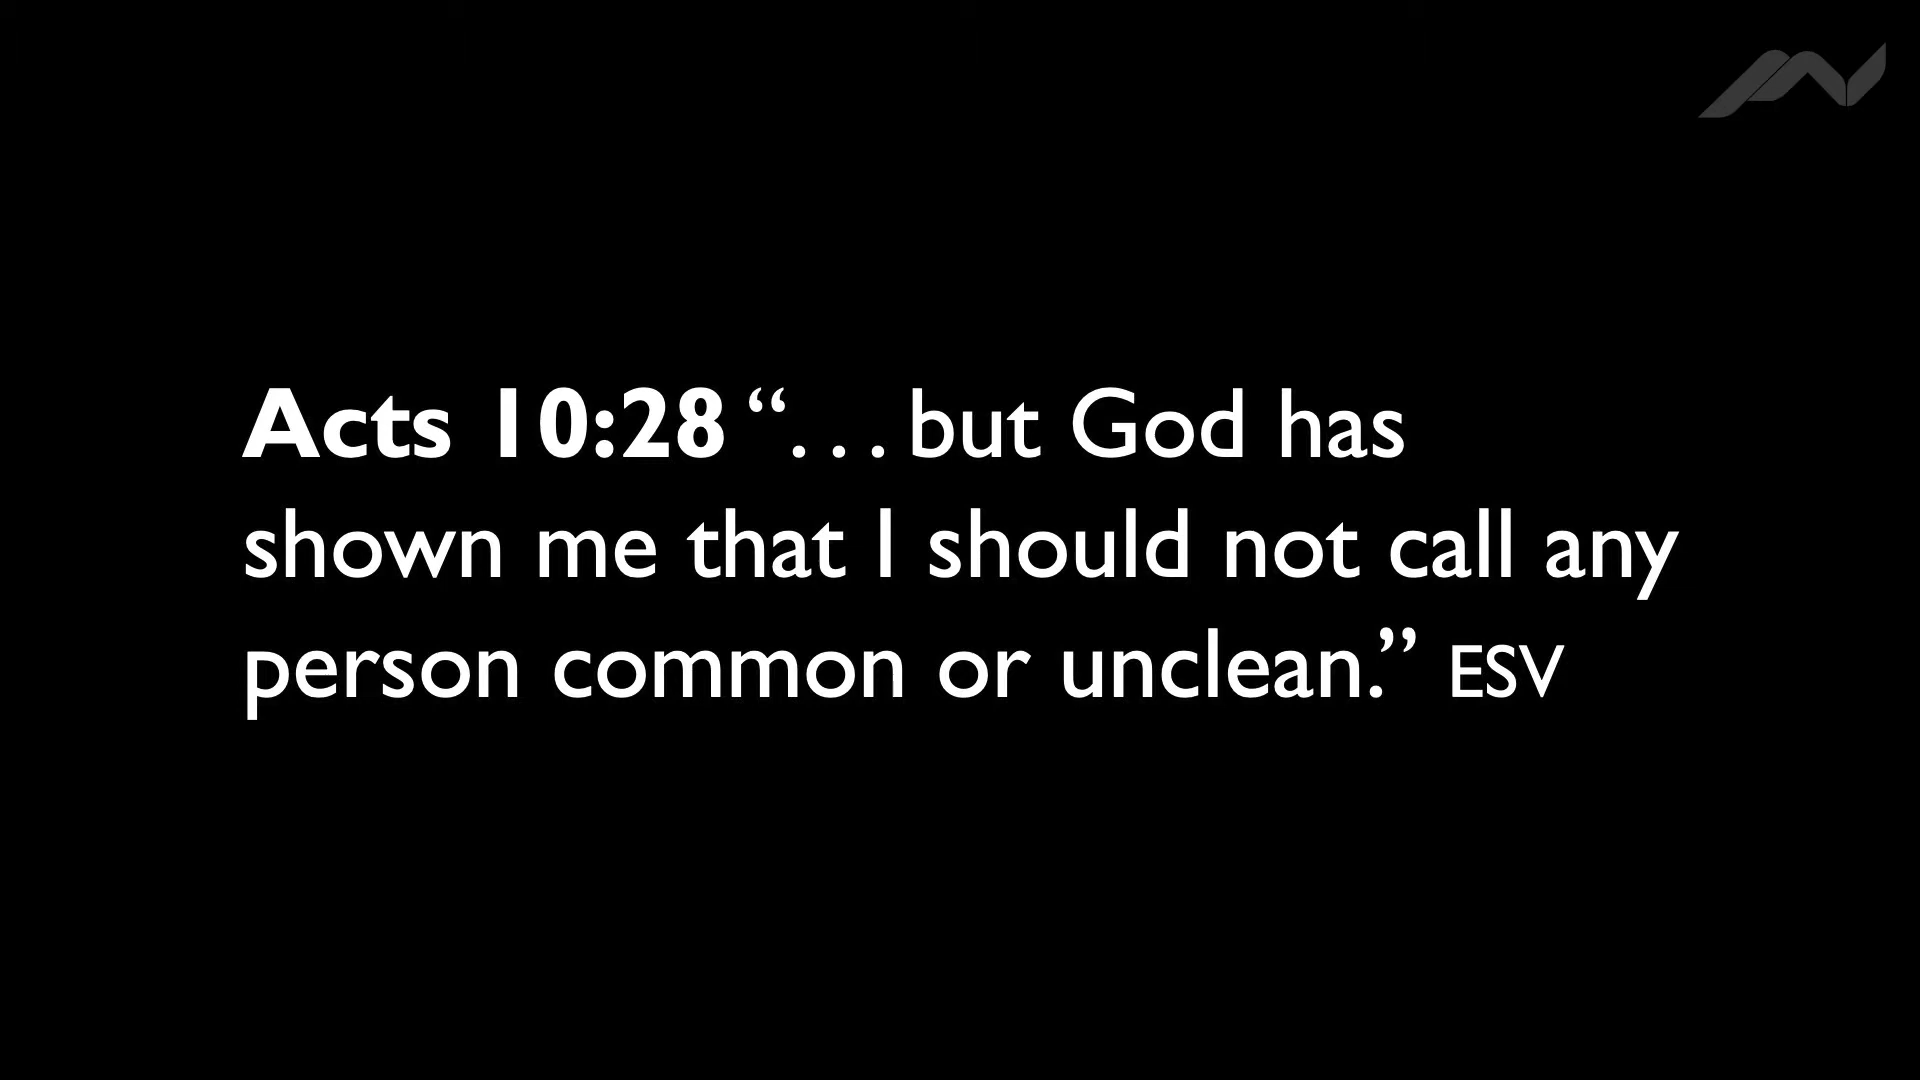 Acts 10:28 “. . . but God has
shown me that I should not call any
person common or unclean.” ESV